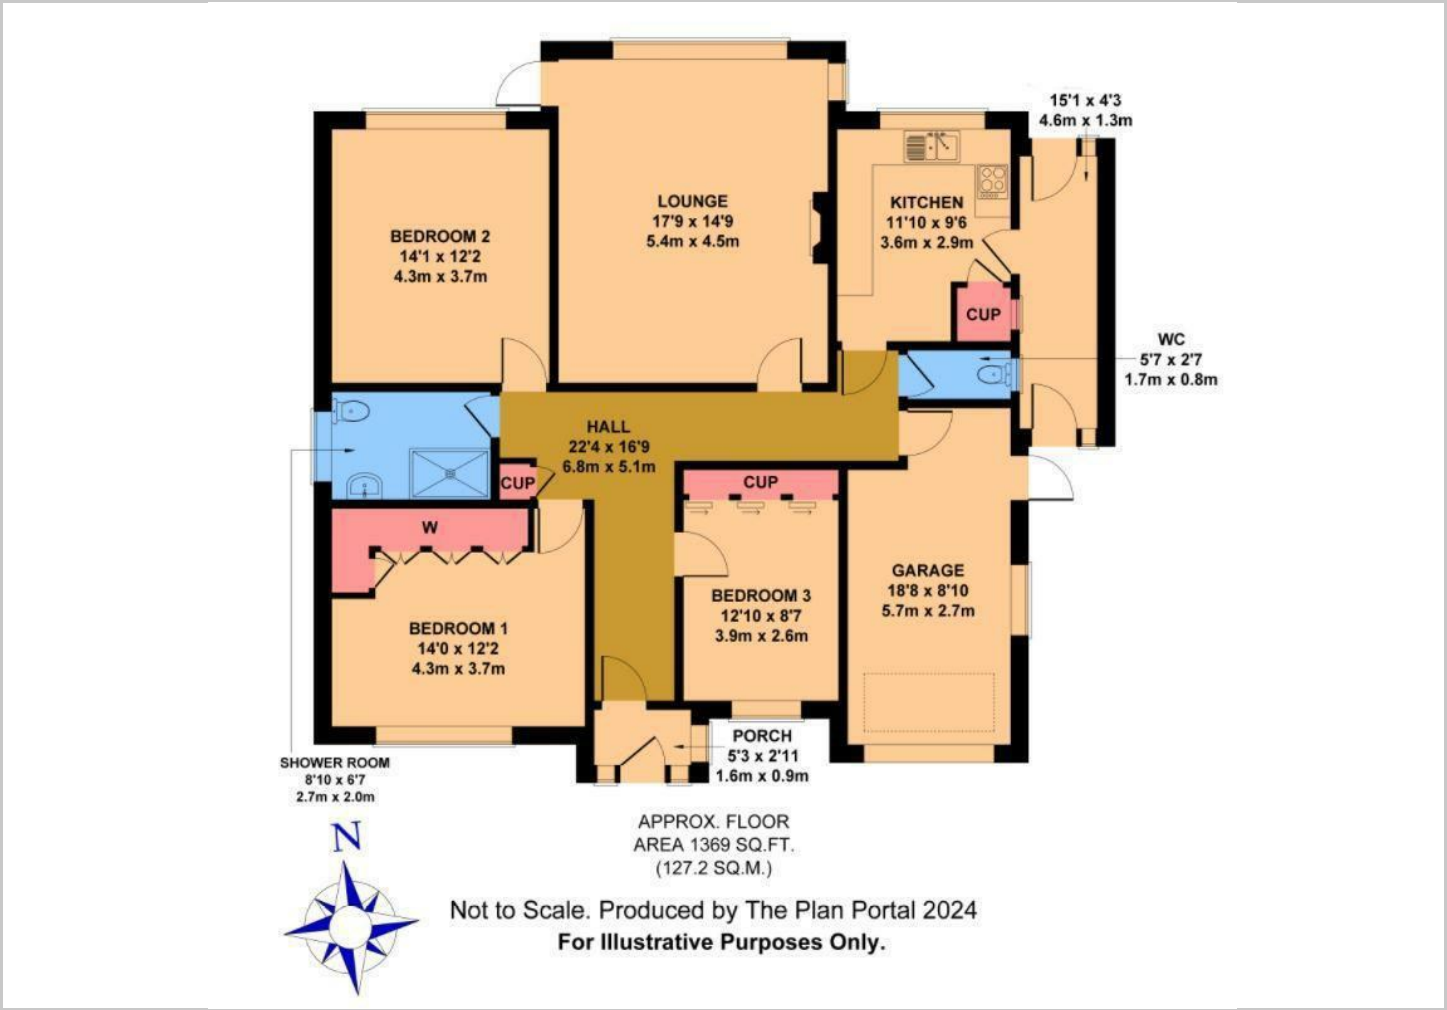 15'1 x 4'3
4.6m x 1.3m
LOUNGE
17'9 x 14'9
5.4m x 4.5m
KITCHEN
11'10 x 9'6
3.6m x 2.9m
BEDROOM 2
14'1 x 12'2
4.3m x 3.7m
CUP
WC
5'7 x 2'7
1.7m x 0.8m
HALL
22'4 x 16'9
6.8m x 5.1m
CUP
CUP
W
GARAGE
18'8 x 8'10
5.7m x 2.7m
BEDROOM 3
12'10 x 8'7
3.9m x 2.6m
BEDROOM 1
14'0 x 12'2
4.3m x 3.7m
PORCH
5'3 x 2'11
1.6m x 0.9m
SHOWER ROOM
8'10 x 6'7
2.7m x 2.0m
N
APPROX. FLOOR
AREA 1369 SQ.FT.
(127.2 SQ.M.)
Not to Scale. Produced by The Plan Portal 2024
For Illustrative Purposes Only.